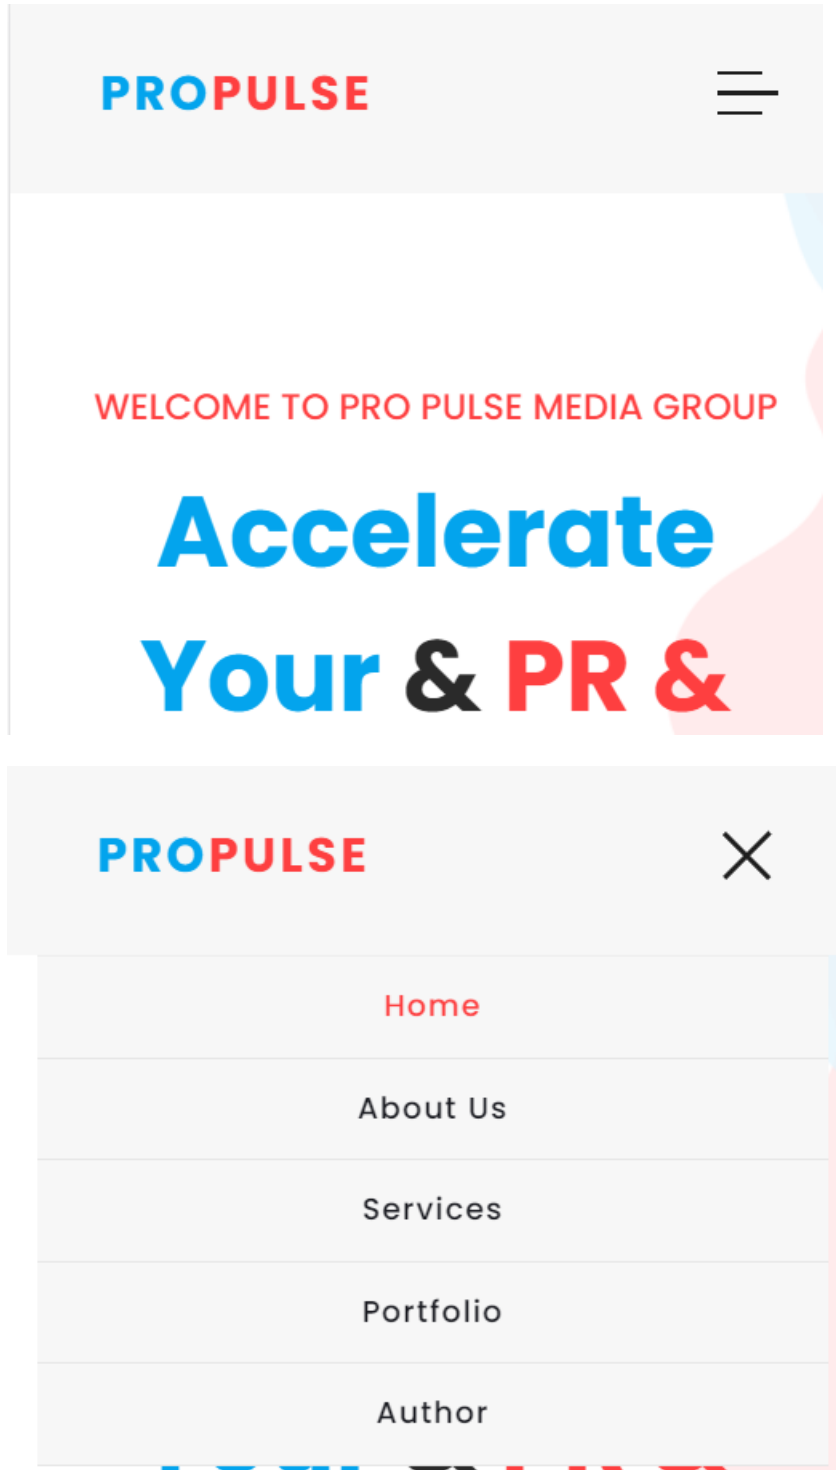 PROPULSE
WELCOME TO PRO PULSE MEDIA GROUP
Accelerate
Your & PR &
PROPULSE
Home
About Us
Services
Portfolio
Author